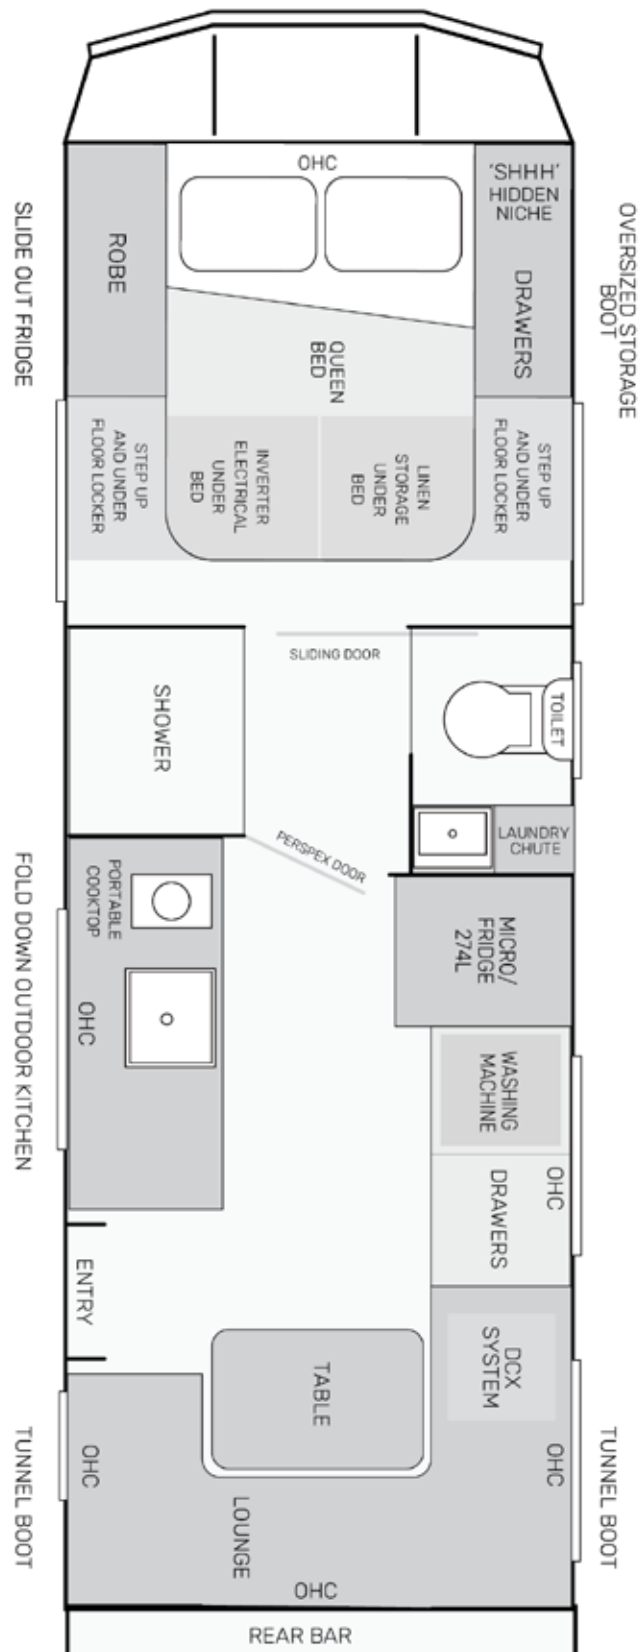 OHC
'SHHH'
HIDDEN
NICHE
ROBE
DRAWERS
SLIDE OUT FRIDGE
OVERSIZED STORAGE
BOOT
QUEEN
BED
STEP UP
AND UNDER
FLOOR LOCKER
INVERTER
ELECTRICAL
UNDER
BED
LINEN
STORAGE
UNDER
BED
STEP UP
AND UNDER
FLOOR LOCKER
SLIDING DOOR
SHOWER
TOILET
PERSPEX DOOR
LAUNDRY
CHUTE
PORTABLE
COOKTOP
OHC
FOLD DOWN OUTDOOR KITCHEN
MICRO/
FRIDGE
274L
WASHING
MACHINE
OHC
DRAWERS
ENTRY
TABLE
DCX
SYSTEM
OHC
OHC
TUNNEL BOOT
TUNNEL BOOT
LOUNGE
OHC
REAR BAR